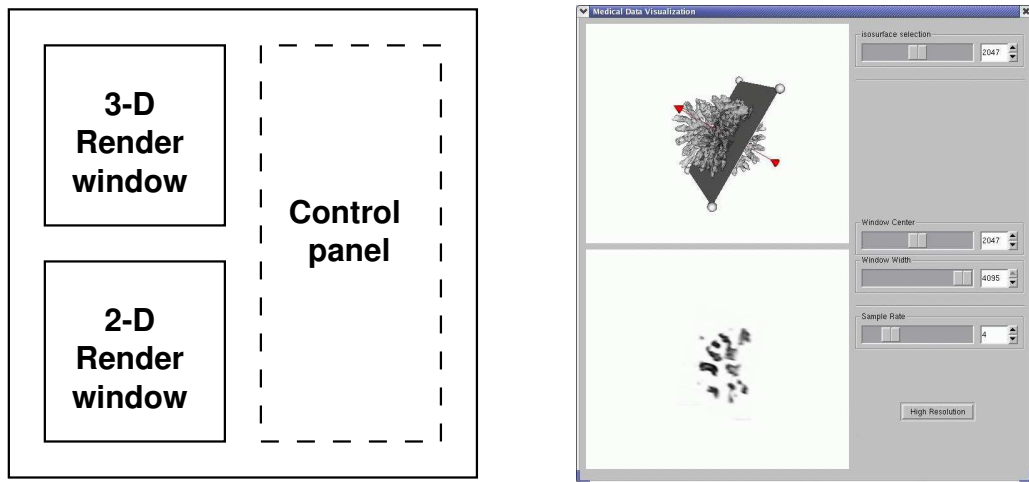 3-D
Render
window
2-D
Render
window
Control
panel
Medical Data Visualization
isosurface selection
2047
Window Center
2047
Window Width
4095
Sample Rate
4
High Resolution